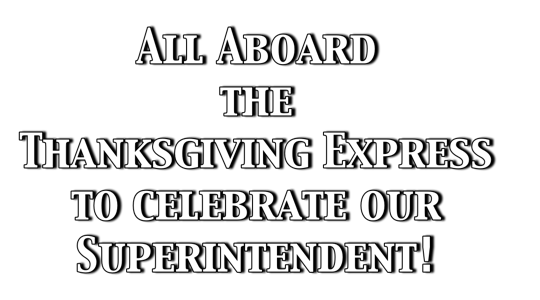 All Aboard
the
Thanksgiving Express
to celebrate our
Superintendent!